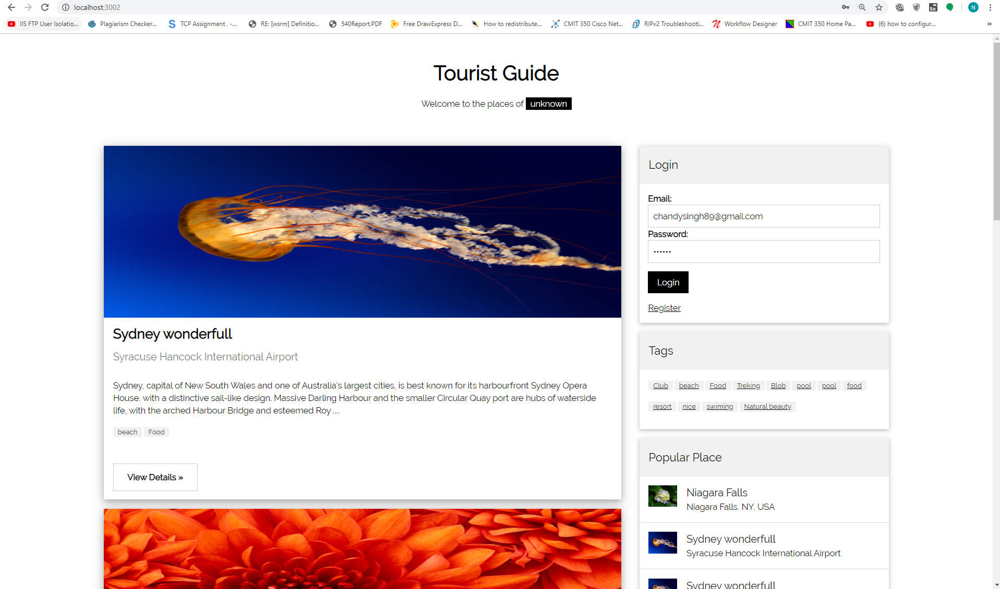 localhost:3002
IIS FTP User Isolatio...
Plagiarism Checker...
TCP Assignment . -...
RE: [wsrm] Definitio...
540Report.PDF
Free DrawExpress D...
How to redistribute...
CMIT 350 Cisco Net...
RIPv2 Troubleshooti...
Workflow Designer
CMIT 350 Home Pa...
(6) how to configur...
»
Se
N
Tourist Guide
Welcome to the places of unknown
Sydney wonderfull
Syracuse Hancock International Airport
Sydney, capital of New South Wales and one of Australia's largest cities, is best known for its harbourfront Sydney Opera
House, with a distinctive sail-like design. Massive Darling Harbour and the smaller Circular Quay port are hubs of waterside
life, with the arched Harbour Bridge and esteemed Roy ....
beach Food
View Details »
Login
Email:
chandysingh89@gmail.com
Password:
••••••
Login
Register
Tags
Club beach Food Treking Blob pool pool food
resort nice swiming Natural beauty
Popular Place
Niagara Falls
Niagara Falls, NY, USA
Sydney wonderfull
Syracuse Hancock International Airport
Sydney wonderfull